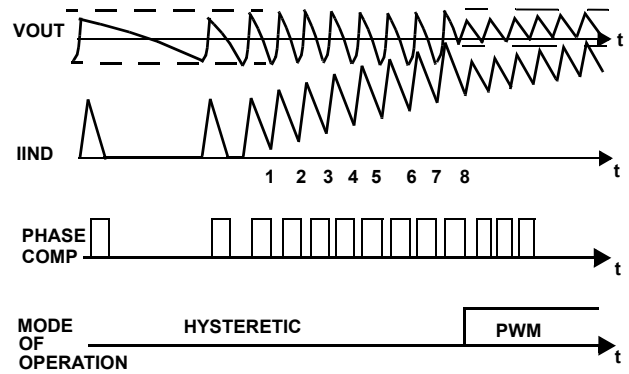 VOUT
t
IIND
t
1 2 3 4 5 6 7 8
PHASE
COMP
t
HYSTERETIC
PWM
MODE
OF
OPERATION
t